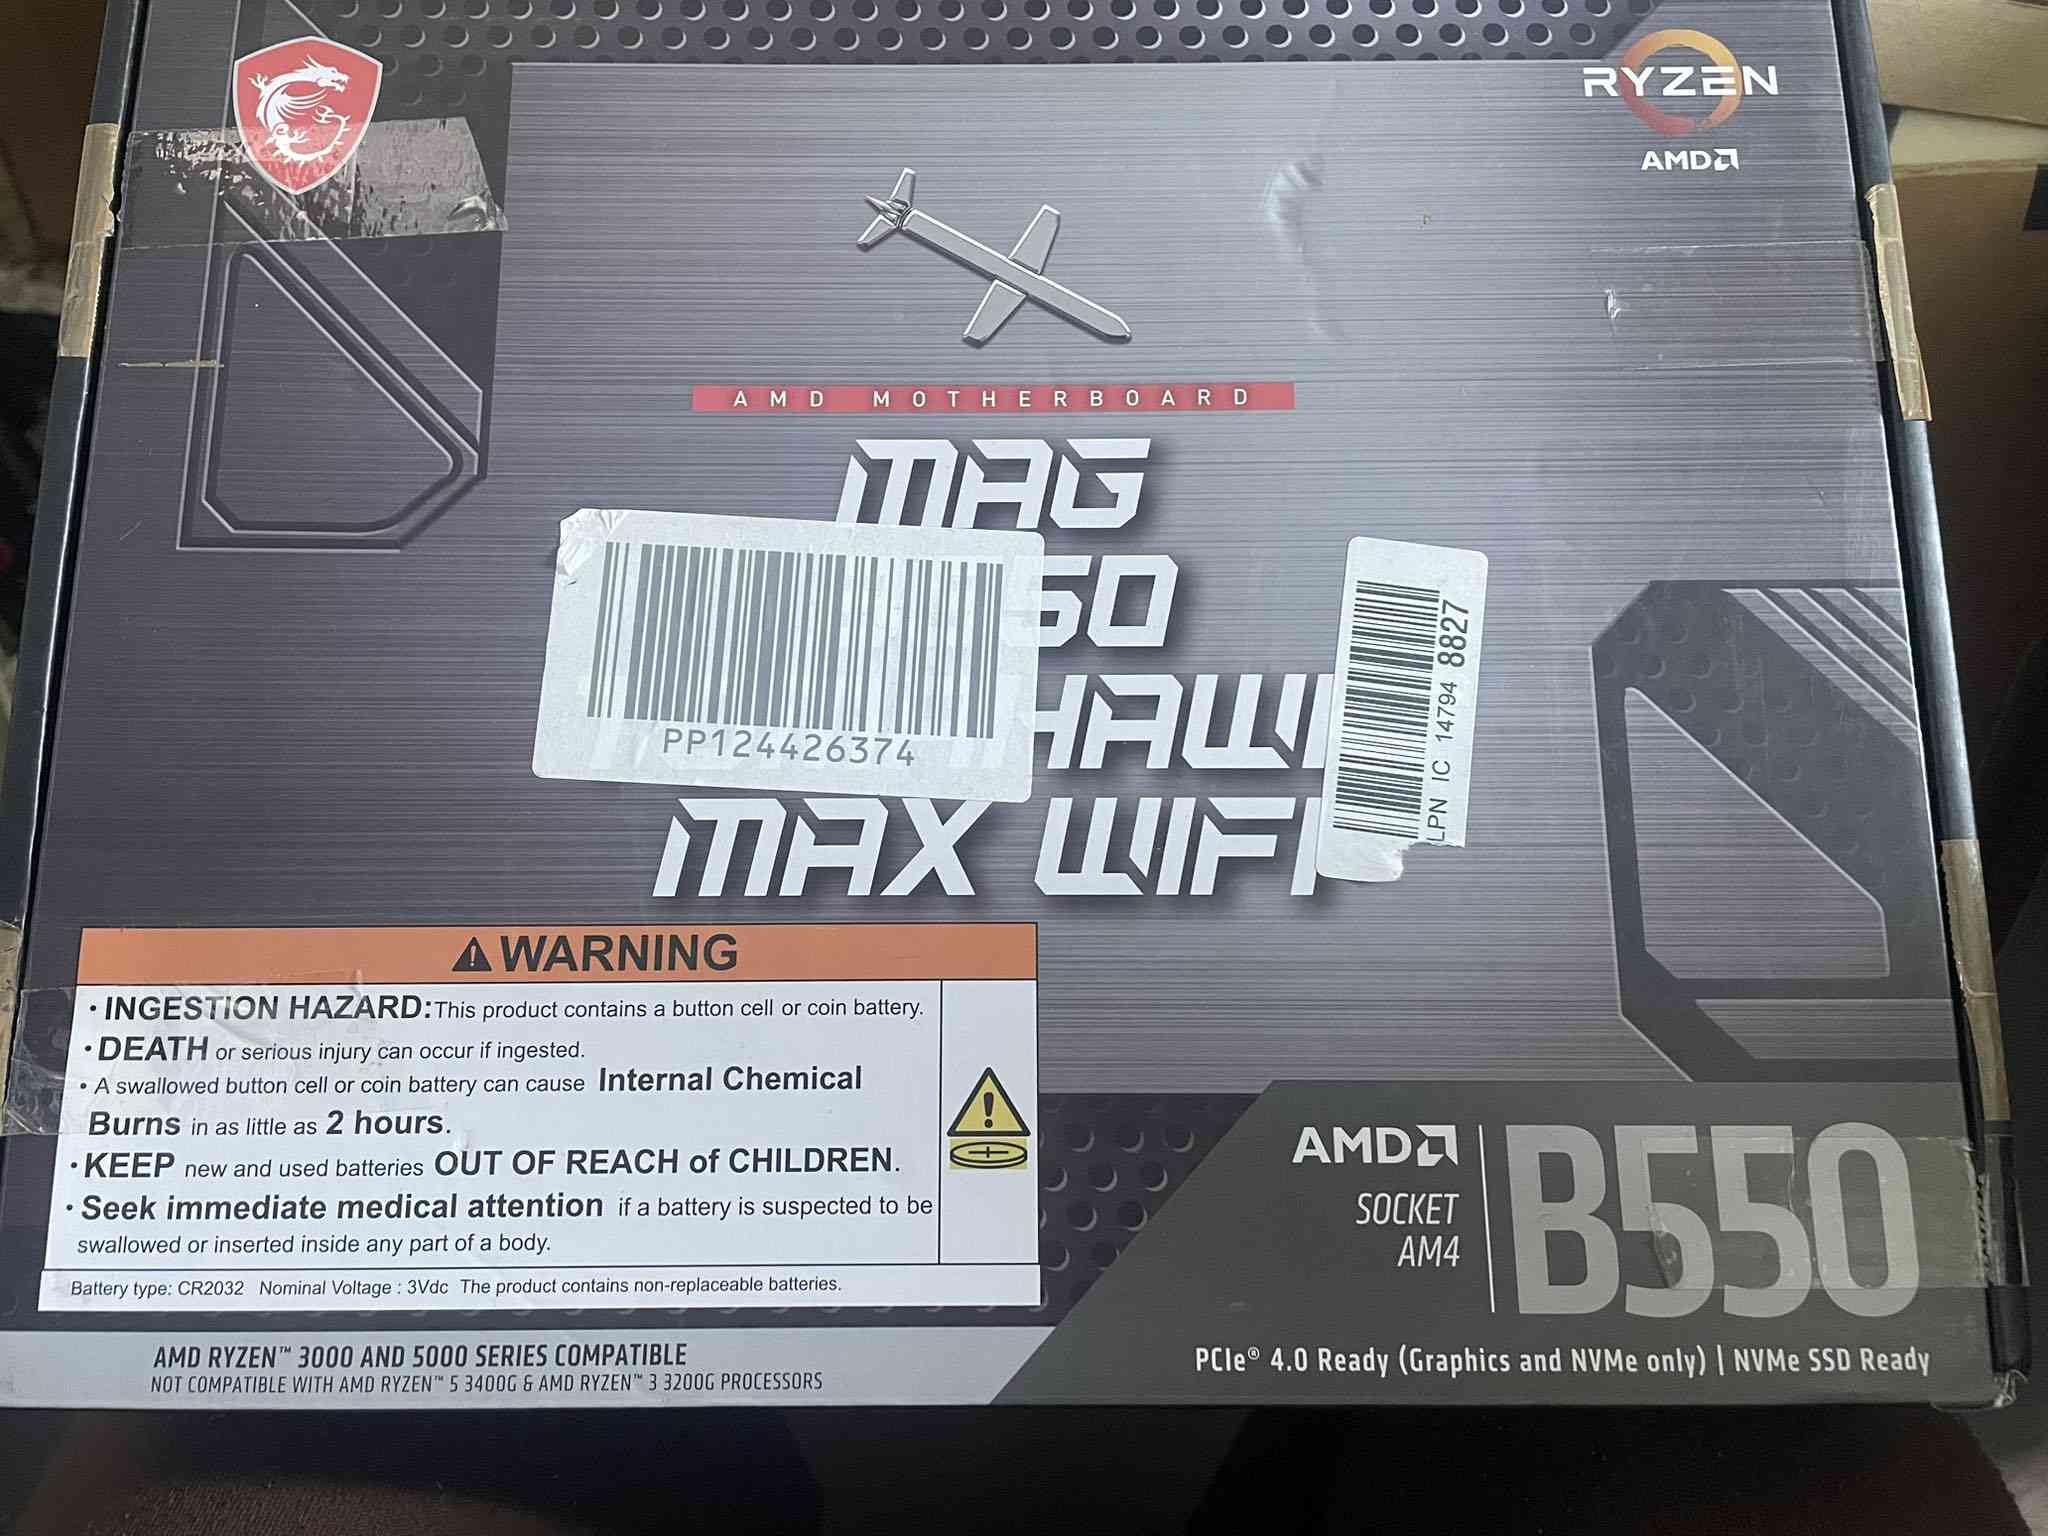 RYZEN
AMD
AMD MOTHERBOARD
MAG
50
HAWK
MAX WIFI
PP124426374
LPN IC 14794 8827
WARNING
· INGESTION HAZARD:This product contains a button cell or coin battery.
· DEATH or serious injury can occur if ingested.
· A swallowed button cell or coin battery can cause Internal Chemical
Burns in as little as 2 hours.
· KEEP new and used batteries OUT OF REACH of CHILDREN.
· Seek immediate medical attention if a battery is suspected to be
swallowed or inserted inside any part of a body.
Battery type: CR2032 Nominal Voltage : 3Vdc The product contains non-replaceable batteries.
AMD
SOCKET
AM4
B550
PCIe® 4.0 Ready (Graphics and NVMe only) | NVMe SSD Ready
AMD RYZEN™ 3000 AND 5000 SERIES COMPATIBLE
NOT COMPATIBLE WITH AMD RYZEN™ 5 3400G & AMD RYZEN™ 3 3200G PROCESSORS